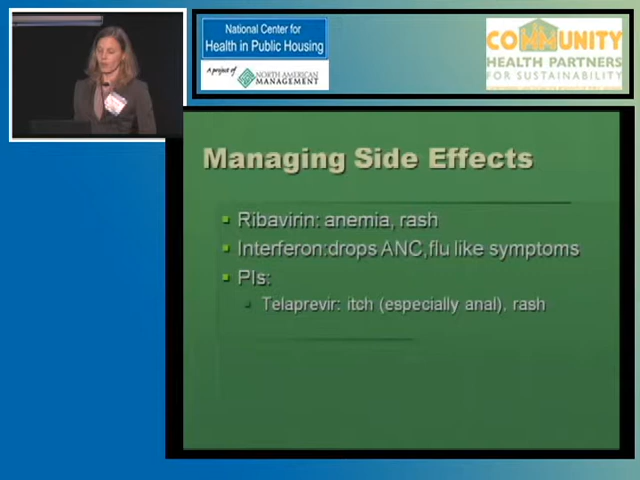 National Center for
Health in Public Housing
A project of
NORTH AMERICAN
MANAGEMENT
COMMUNITY
HEALTH PARTNERS
FOR SUSTAINABILITY
Managing Side Effects
Ribavirin: anemia, rash
Interferon:drops ANC,flu like symptoms
PIs:
Telaprevir: itch (especially anal), rash